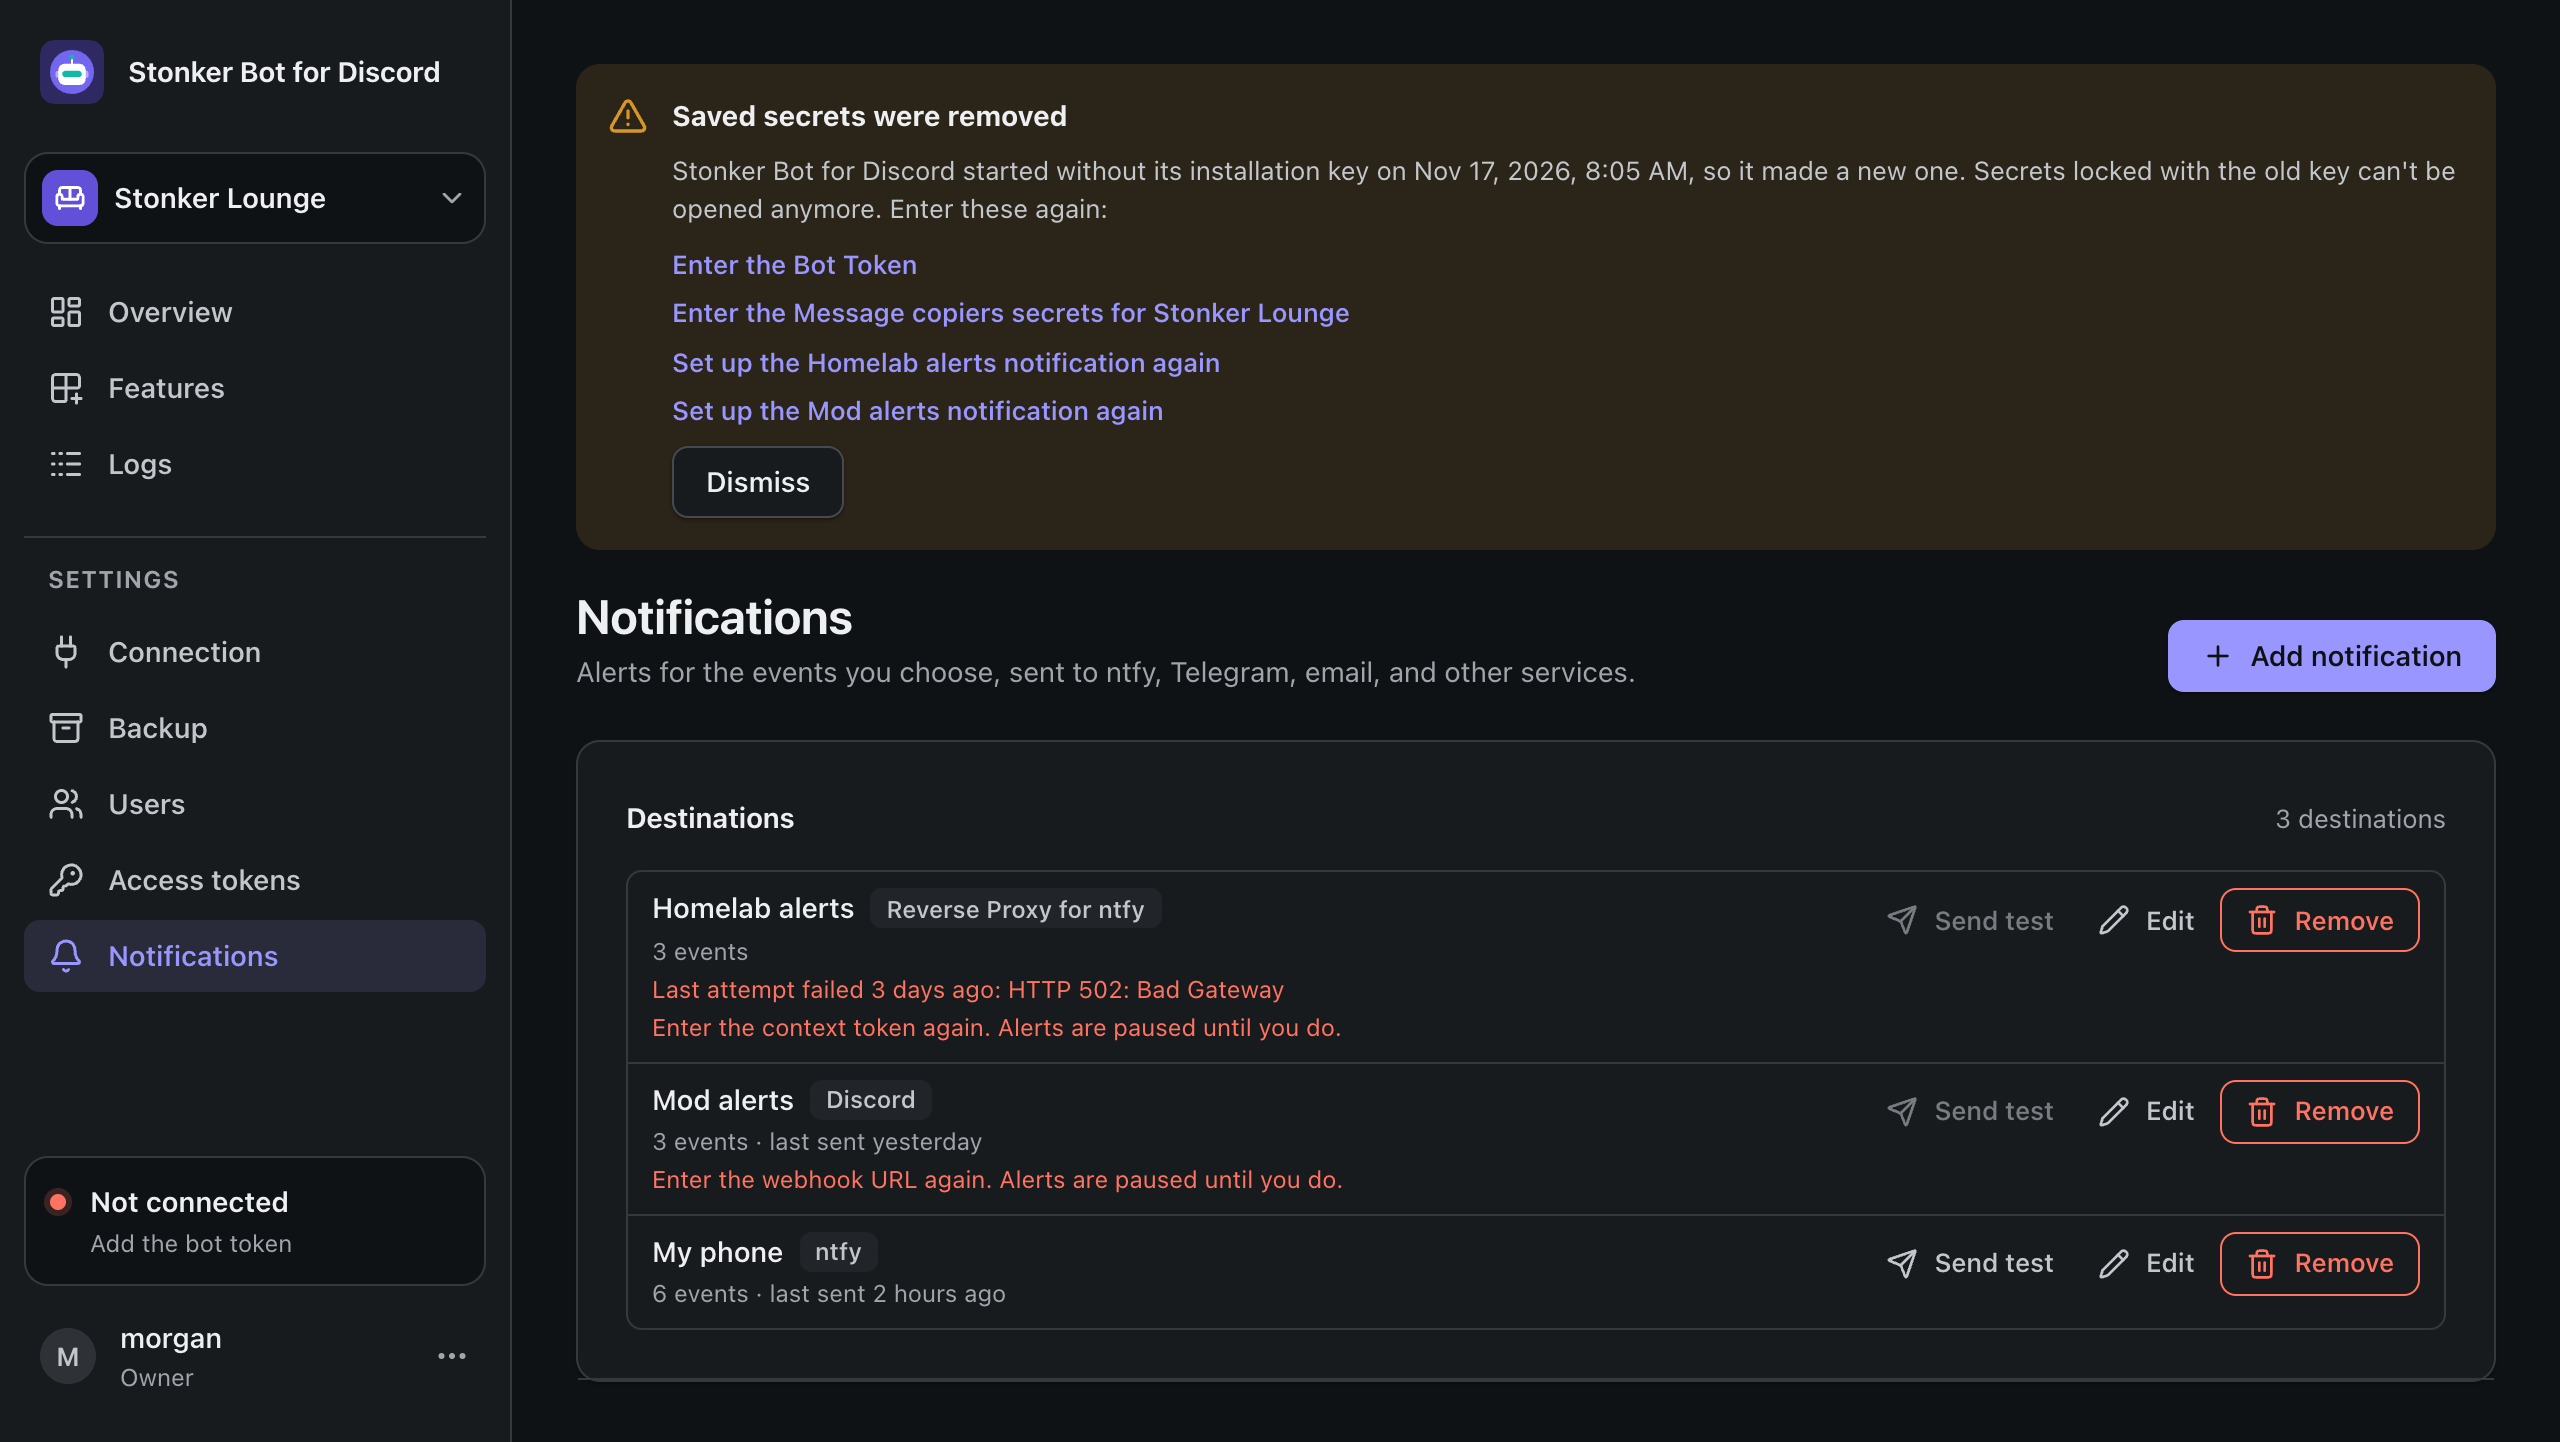 Stonker Bot for Discord
Stonker Lounge
Overview
Features
Logs
SETTINGS
Connection
Backup
Users
Access tokens
Notifications
Not connected
Add the bot token
M
morgan
Owner
Saved secrets were removed
Stonker Bot for Discord started without its installation key on Nov 17, 2026, 8:05 AM, so it made a new one. Secrets locked with the old key can't be
opened anymore. Enter these again:
Enter the Bot Token
Enter the Message copiers secrets for Stonker Lounge
Set up the Homelab alerts notification again
Set up the Mod alerts notification again
Dismiss
Notifications
Alerts for the events you choose, sent to ntfy, Telegram, email, and other services.
Add notification
Destinations
3 destinations
Homelab alerts Reverse Proxy for ntfy
3 events
Last attempt failed 3 days ago: HTTP 502: Bad Gateway
Enter the context token again. Alerts are paused until you do.
Send test Edit Remove
Mod alerts Discord
3 events · last sent yesterday
Enter the webhook URL again. Alerts are paused until you do.
Send test Edit Remove
My phone ntfy
6 events · last sent 2 hours ago
Send test Edit Remove